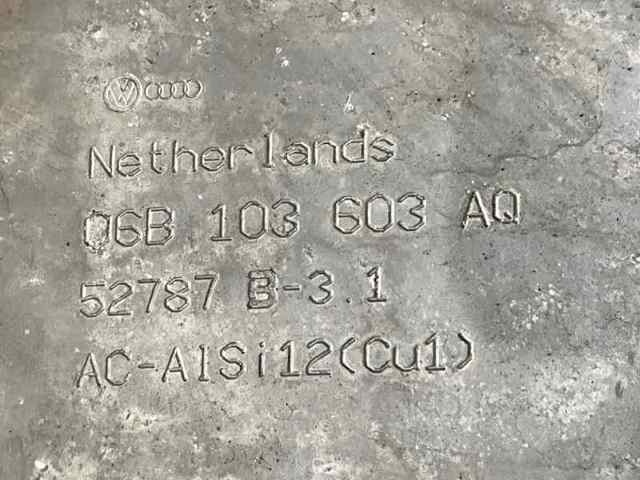 Netherlands
06B 103 603 AQ
52787 B-3.1
AC-AlSi12(Cu1)